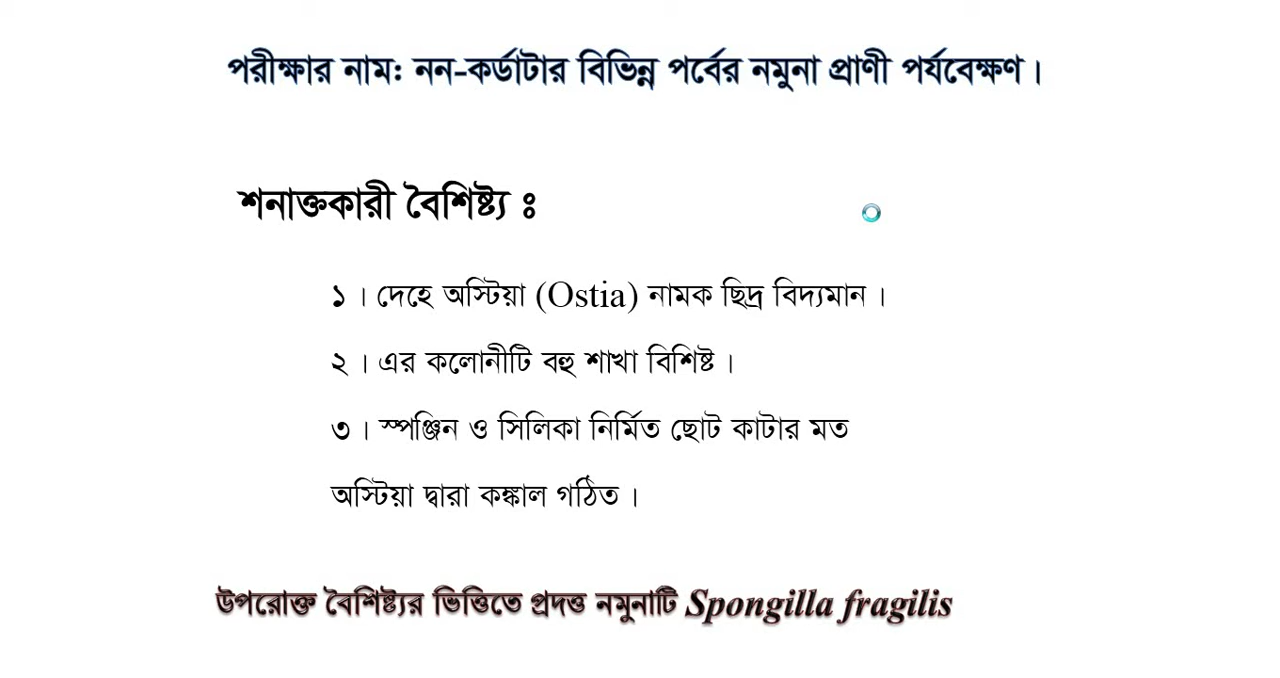 পরীক্ষার নাম: নন-কর্ডাটার বিভিন্ন পর্বের নমুনা প্রাণী পর্যবেক্ষণ।
শনাক্তকারী বৈশিষ্ট্য ঃ
১। দেহে অস্টিয়া (Ostia) নামক ছিদ্র বিদ্যমান।
২। এর কলোনীটি বহু শাখা বিশিষ্ট।
৩। স্পঞ্জিন ও সিলিকা নির্মিত ছোট কাটার মত
অস্টিয়া দ্বারা কঙ্কাল গঠিত।
উপরোক্ত বৈশিষ্ট্যর ভিত্তিতে প্রদত্ত নমুনাটি Spongilla fragilis